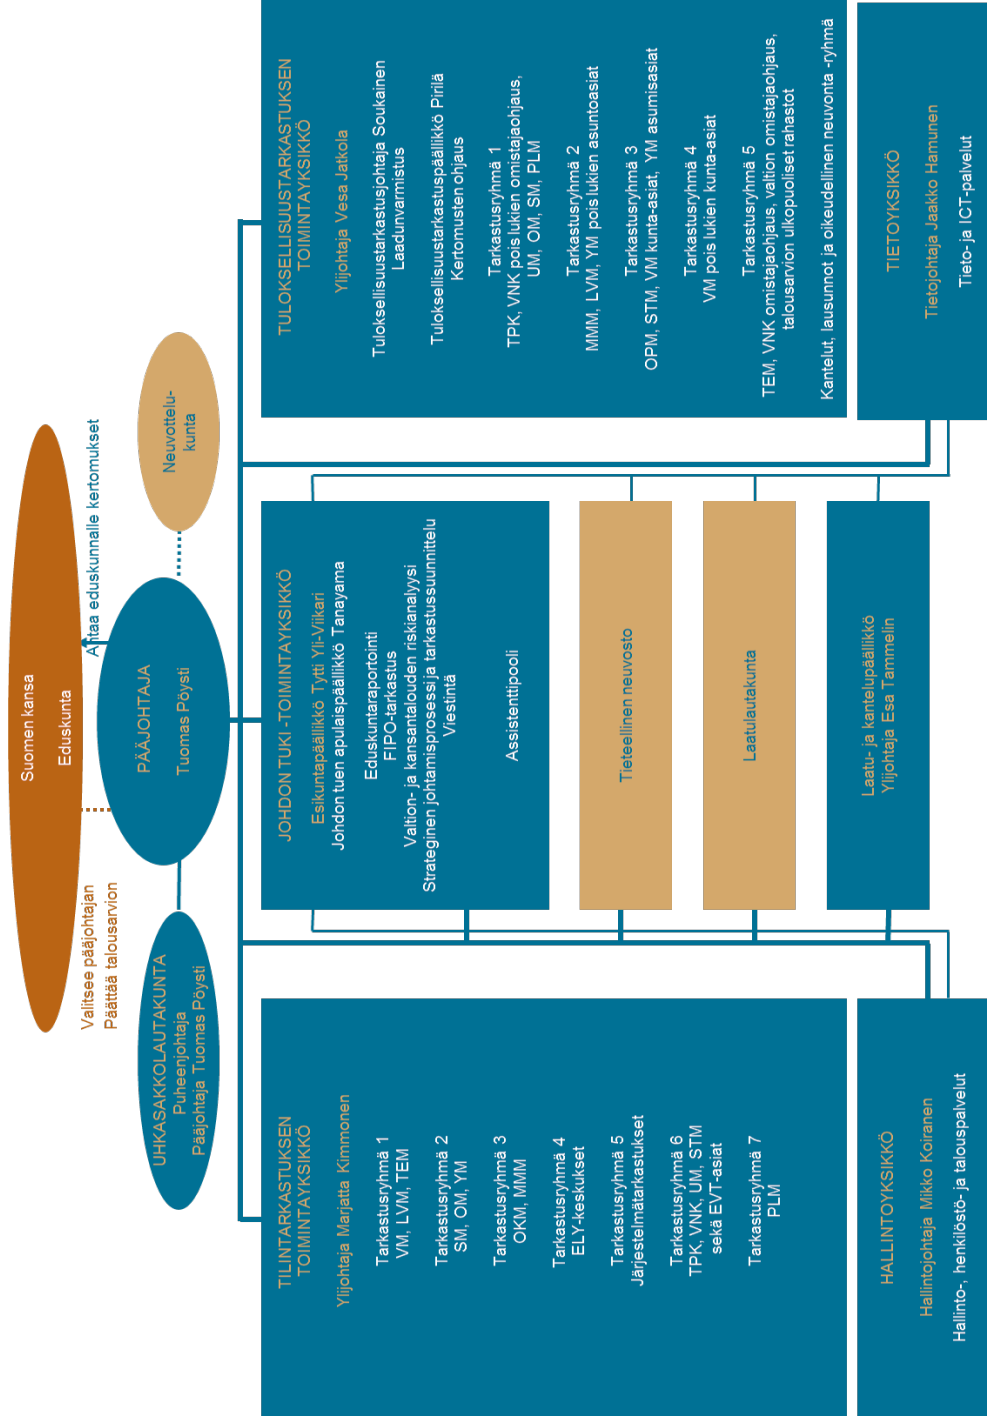 Suomen kansa
Eduskunta
Valitsee pääjohtajan
Päättää talousarvion
Antaa eduskunnalle kertomukset
UHKASAKKOLAUTAKUNTA
Puheenjohtaja
Pääjohtaja Tuomas Pöysti
PÄÄJOHTAJA
Tuomas Pöysti
Neuvottelu-
kunta
TILINTARKASTUKSEN
TOIMINTAYKSIKKÖ
Ylijohtaja Marjatta Kimmonen
Tarkastusryhmä 1
VM, LVM, TEM
Tarkastusryhmä 2
SM, OM, YM
Tarkastusryhmä 3
OKM, MMM
Tarkastusryhmä 4
ELY-keskukset
Tarkastusryhmä 5
Järjestelmätarkastukset
Tarkastusryhmä 6
TPK, VNK, UM, STM
sekä EVT-asiat
Tarkastusryhmä 7
PLM
HALLINTOYKSIKKÖ
Hallintojohtaja Mikko Koiranen
Hallinto-, henkilöstö- ja talouspalvelut
JOHDON TUKI -TOIMINTAYKSIKKÖ
Esikuntapäällikkö Tytti Yli-Viikari
Johdon tuen apulaispäällikkö Tanayama
Eduskuntaraportointi
FIPO-tarkastus
Valtion- ja kansantalouden riskianalyysi
Strateginen johtamisprosessi ja tarkastussuunnittelu
Viestintä
Assistenttipooli
Tieteellinen neuvosto
Laatulautakunta
Laatu- ja kantelupäällikkö
Ylijohtaja Esa Tammelin
TULOKSELLISUUSTARKASTUKSEN
TOIMINTAYKSIKKÖ
Ylijohtaja Vesa Jatkola
Tuloksellisuustarkastusjohtaja Soukainen
Laadunvarmistus
Tuloksellisuustarkastuspäällikkö Pirilä
Kertomusten ohjaus
Tarkastusryhmä 1
TPK, VNK pois lukien omistajaohjaus,
UM, OM, SM, PLM
Tarkastusryhmä 2
MMM, LVM, YM pois lukien asuntoasiat
Tarkastusryhmä 3
OPM, STM, VM kunta-asiat, YM asumisasiat
Tarkastusryhmä 4
VM pois lukien kunta-asiat
Tarkastusryhmä 5
TEM, VNK omistajaohjaus, valtion omistajaohjaus,
talousarvion ulkopuoliset rahastot
Kantelut, lausunnot ja oikeudellinen neuvonta -ryhmä
TIETOYKSIKKÖ
Tietojohtaja Jaakko Hamunen
Tieto- ja ICT-palvelut